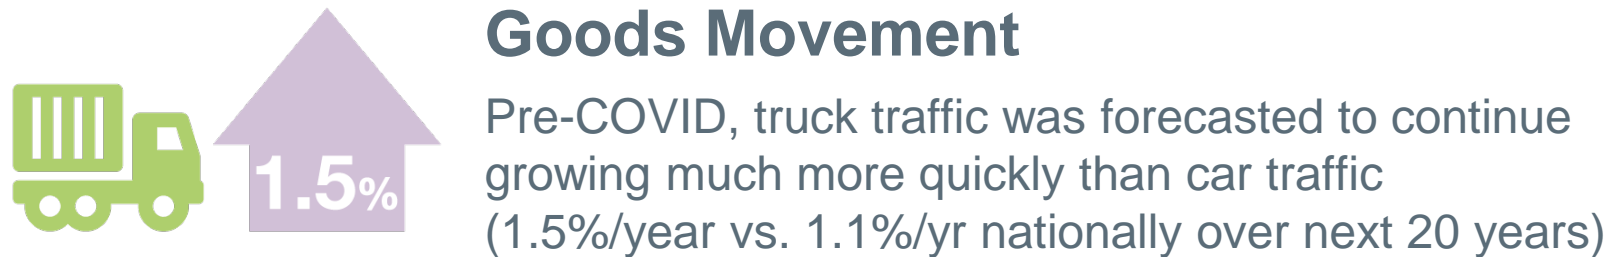 Goods Movement
1.5%
Pre-COVID, truck traffic was forecasted to continue
growing much more quickly than car traffic
(1.5%/year vs. 1.1%/yr nationally over next 20 years)